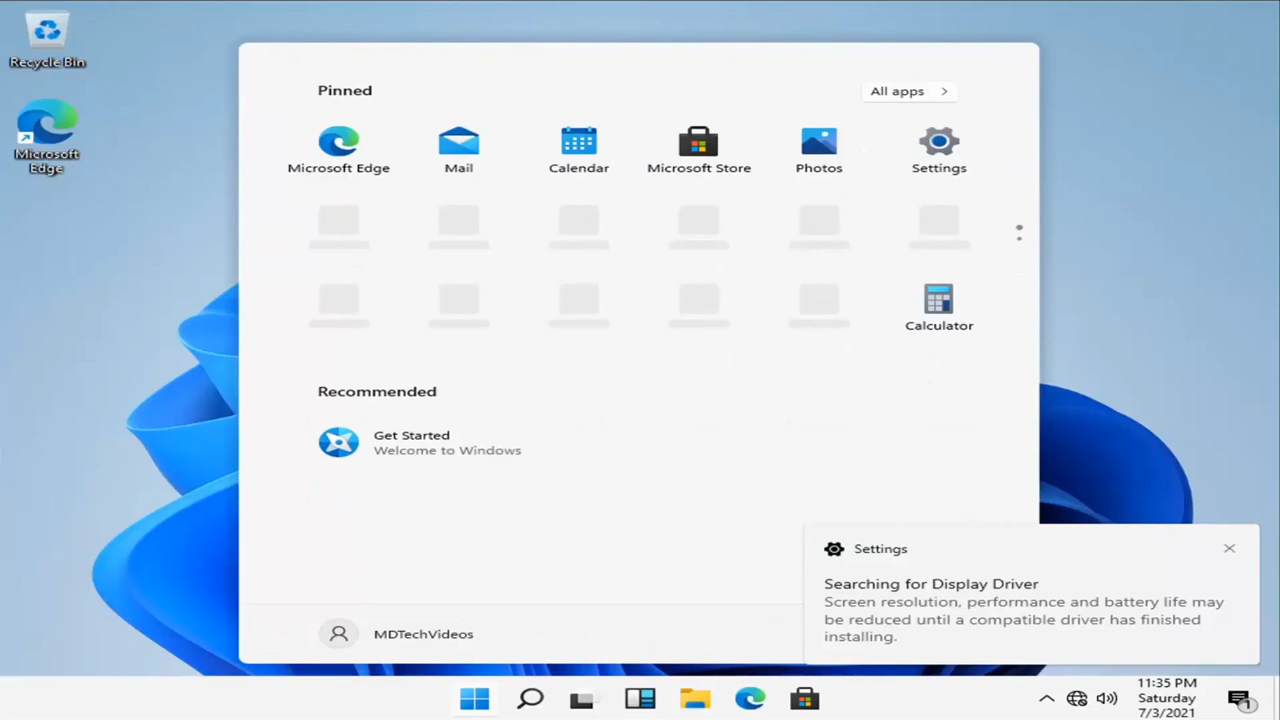 Recycle Bin
Microsoft
Edge
Pinned
All apps
Microsoft Edge
Mail
Calendar
Microsoft Store
Photos
Settings
Calculator
Recommended
Get Started
Welcome to Windows
MDTechVideos
Settings
Searching for Display Driver
Screen resolution, performance and battery life may
be reduced until a compatible driver has finished
installing.
11:35 PM
Saturday
7/3/2021
1